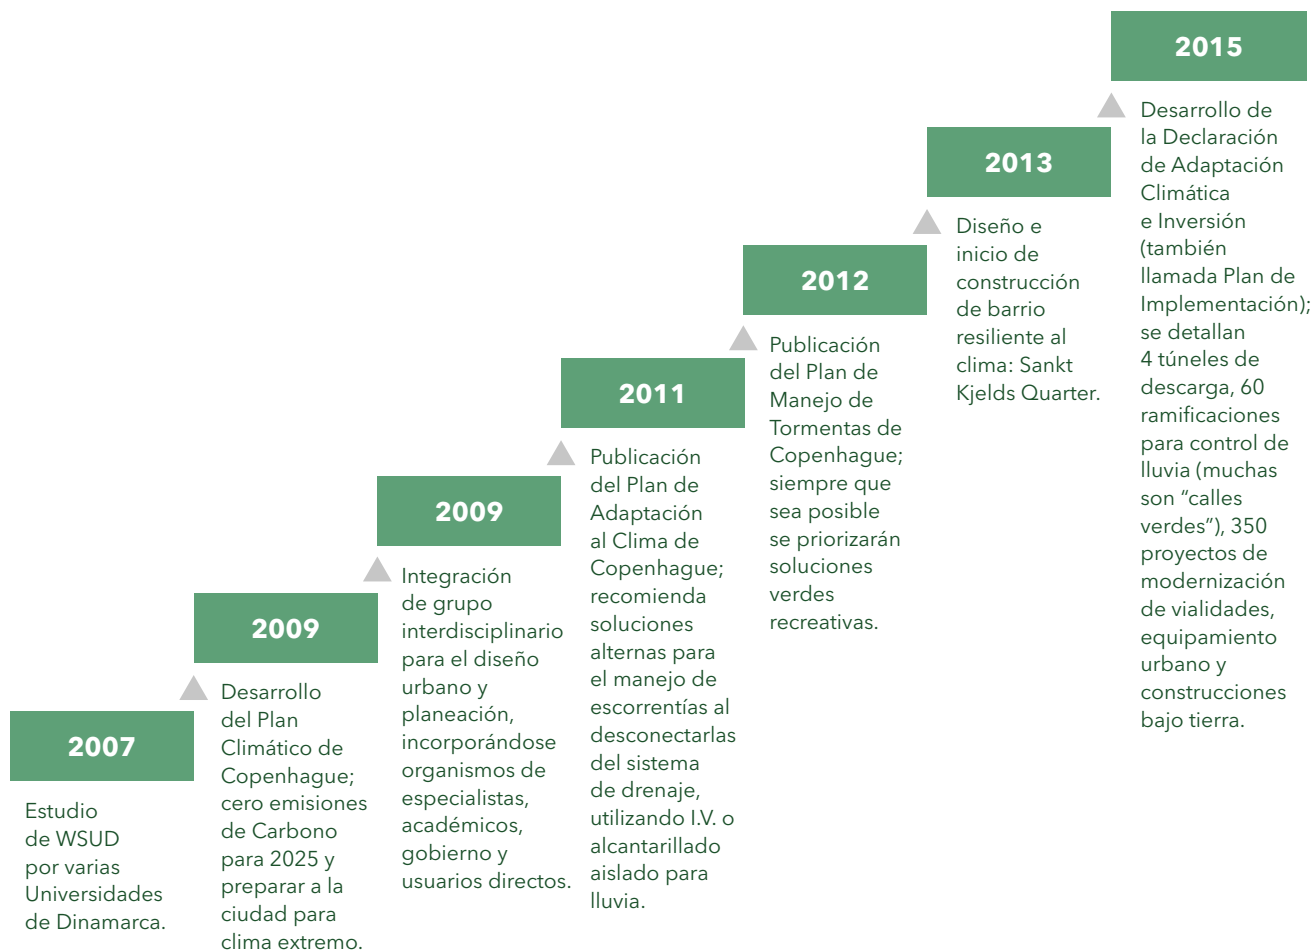 2007
Estudio
de WSUD
por varias
Universidades
de Dinamarca.
2009
Desarrollo
del Plan
Climático de
Copenhague;
cero emisiones
de Carbono
para 2025 y
preparar a la
ciudad para
clima extremo.
2009
Integración
de grupo
interdisciplinario
para el diseño
urbano y
planeación,
incorporándose
organismos de
especialistas,
académicos,
gobierno y
usuarios directos.
2011
Publicación
del Plan de
Adaptación
al Clima de
Copenhague;
recomienda
soluciones
alternas para
el manejo de
escorrentías al
desconectarlas
del sistema
de drenaje,
utilizando I.V. o
alcantarillado
aislado para
lluvia.
2012
Publicación
del Plan de
Manejo de
Tormentas de
Copenhague;
siempre que
sea posible
se priorizarán
soluciones
verdes
recreativas.
2013
Diseño e
inicio de
construcción
de barrio
resiliente al
clima: Sankt
Kjelds Quarter.
2015
Desarrollo de
la Declaración
de Adaptación
Climática
e Inversión
(también
llamada Plan de
Implementación);
se detallan
4 túneles de
descarga, 60
ramificaciones
para control de
lluvia (muchas
son “calles
verdes”), 350
proyectos de
modernización
de vialidades,
equipamiento
urbano y
construcciones
bajo tierra.